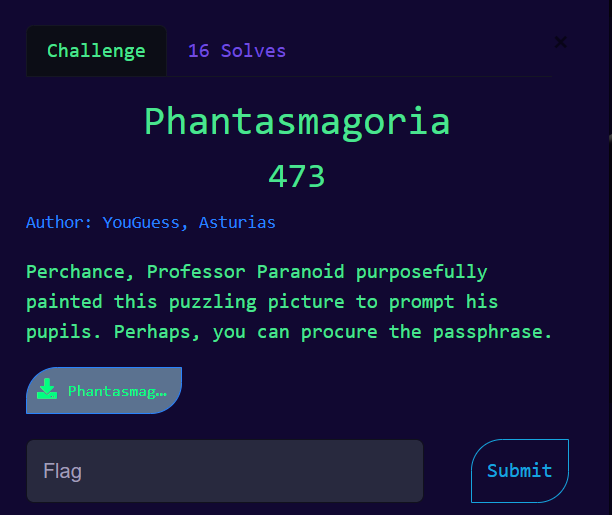 Challenge
16 Solves
×
Phantasmagoria
473
Author: YouGuess, Asturias
Perchance, Professor Paranoid purposefully
painted this puzzling picture to prompt his
pupils. Perhaps, you can procure the passphrase.
Phantasmag…
Flag
Submit